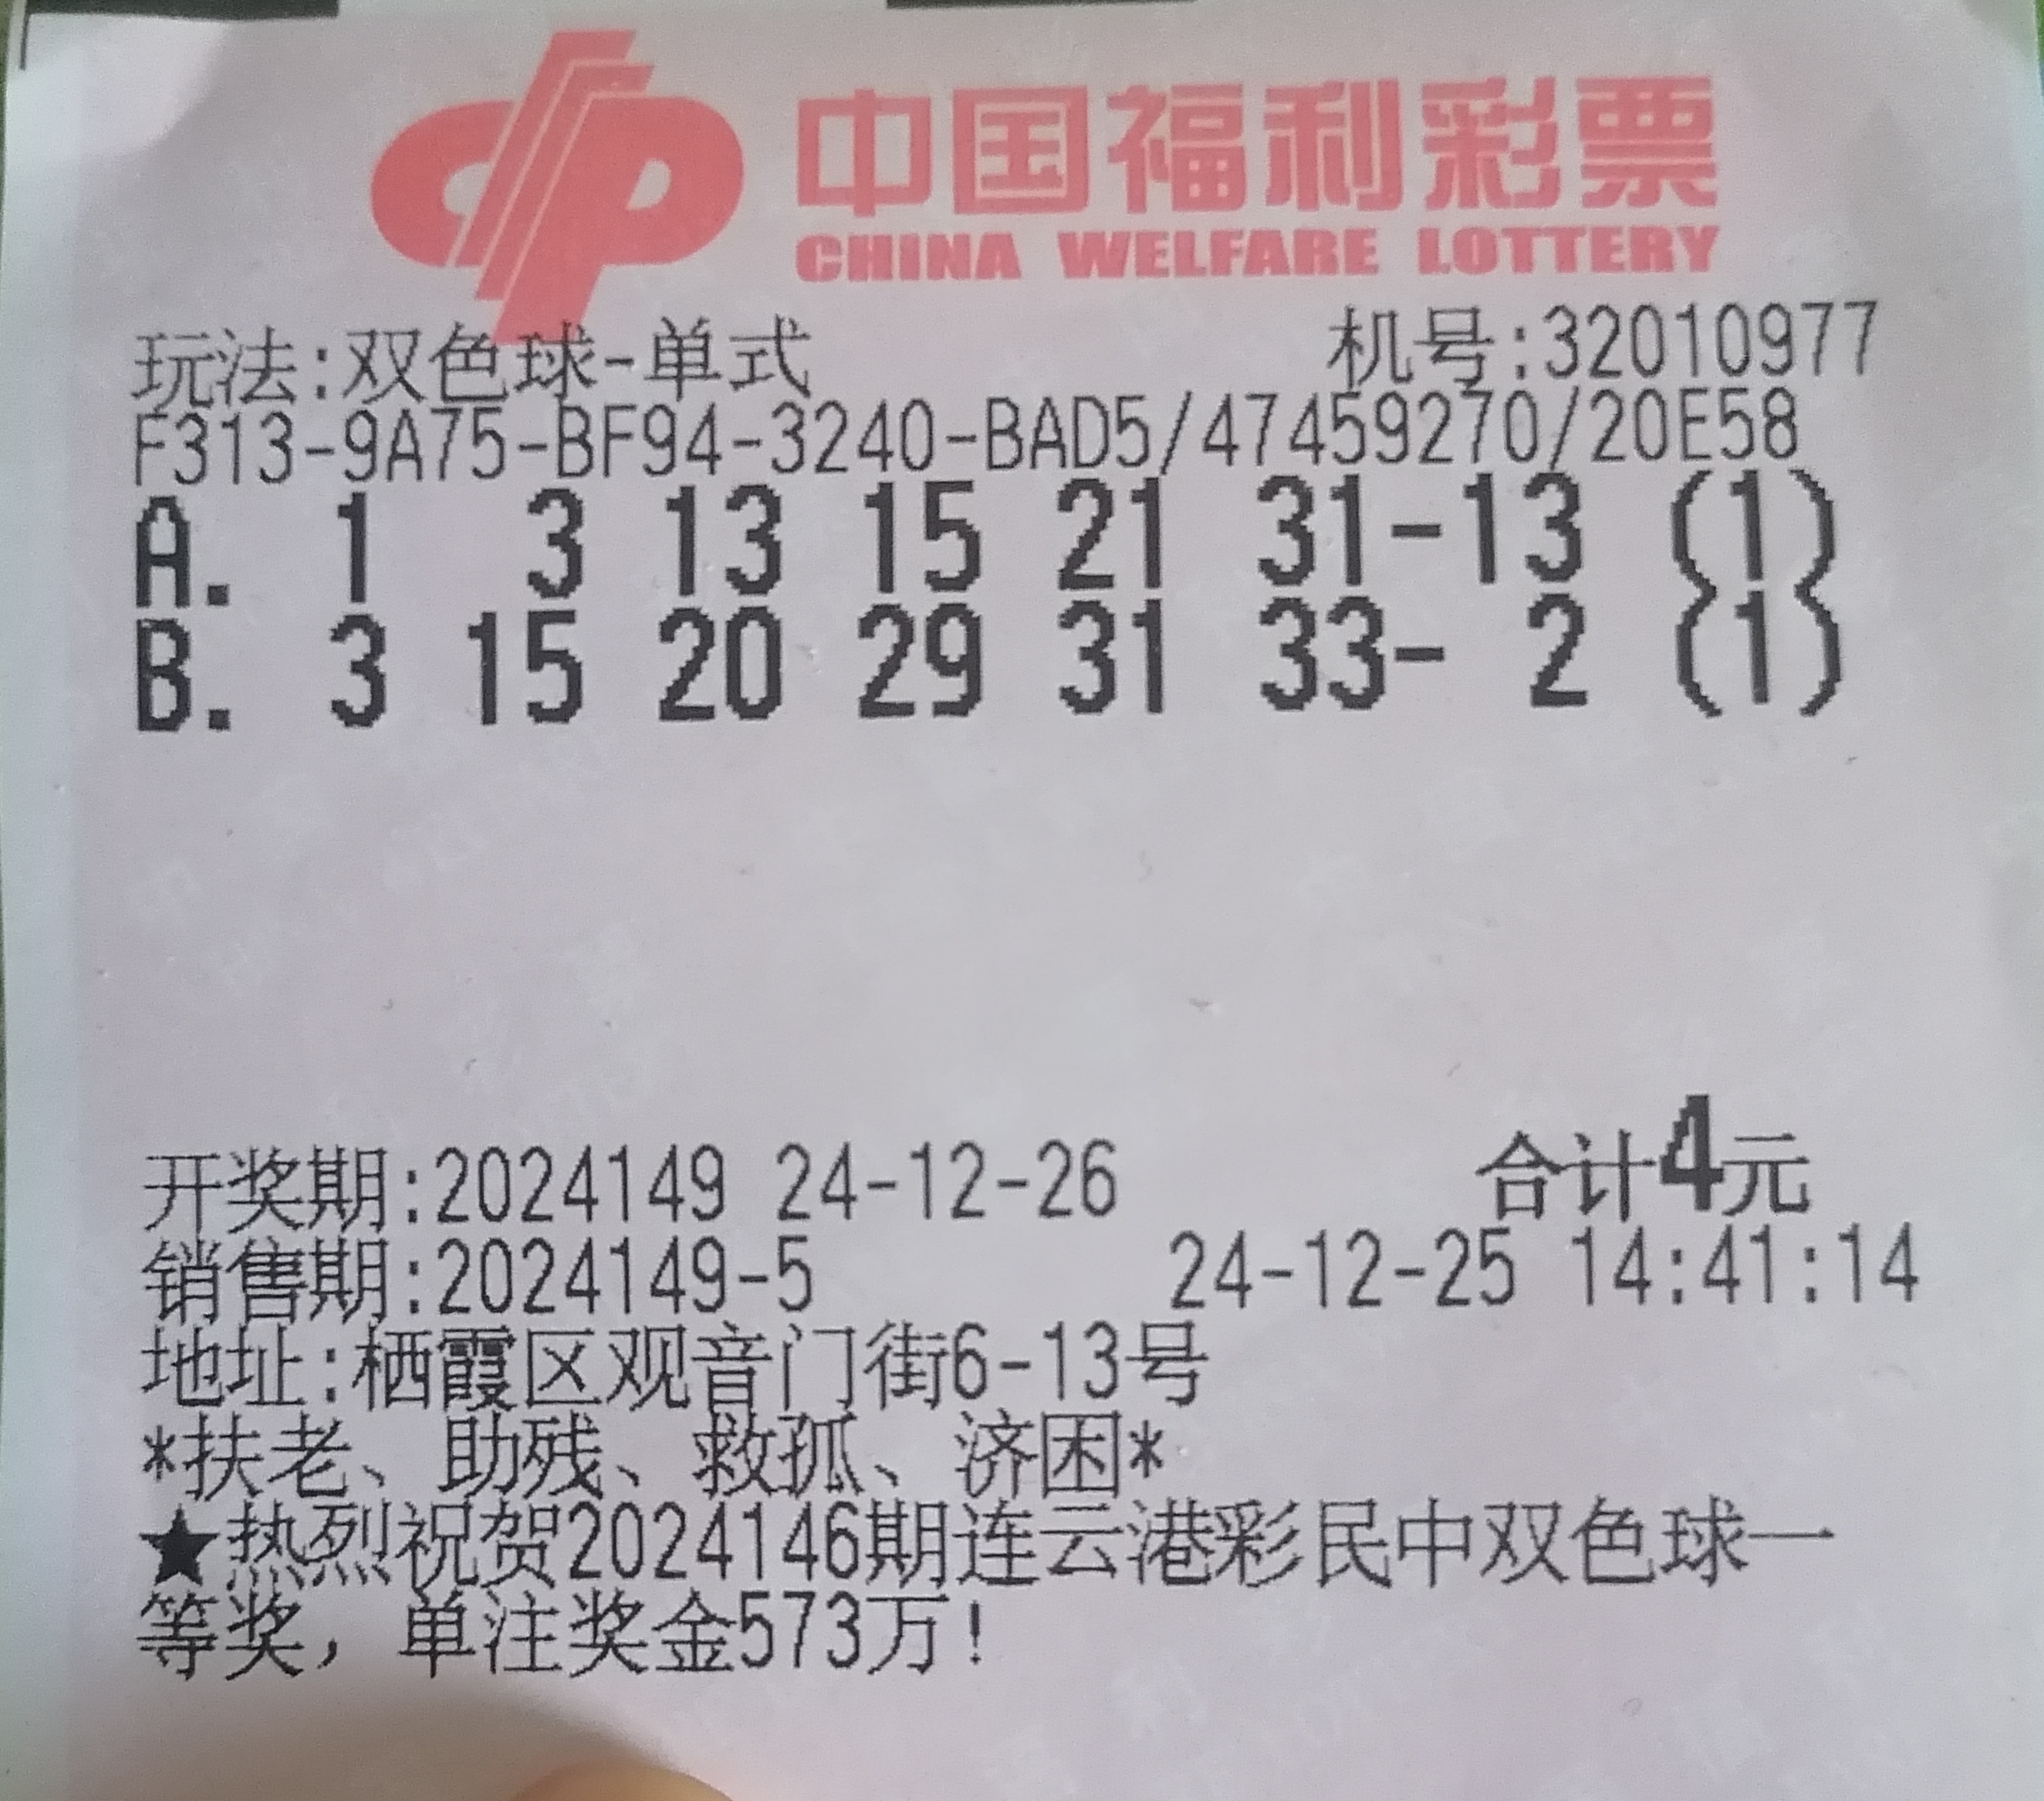 中国福利彩票
CHINA WELFARE LOTTERY
玩法:双色球-单式 机号:32010977
F313-9A75-BF94-3240-BAD5/47459270/20E58
A. 1 3 13 15 21 31-13 (1)
B. 3 15 20 29 31 33- 2 (1)
开奖期:2024149 24-12-26 合计4元
销售期:2024149-5 24-12-25 14:41:14
地址:栖霞区观音门街6-13号
*扶老、助残、救孤、济困*
★热烈祝贺2024146期连云港彩民中双色球一
等奖，单注奖金573万!